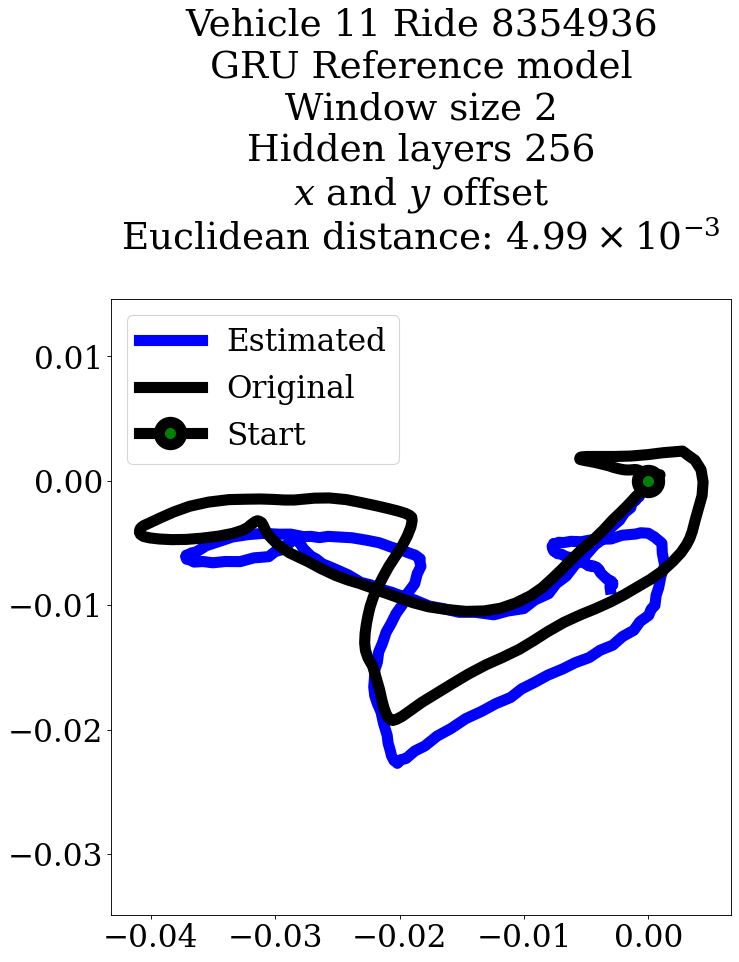 Vehicle 11 Ride 8354936
GRU Reference model
Window size 2
Hidden layers 256
x and y offset
Euclidean distance: 4.99 × 10⁻³
Estimated
Original
Start
0.01
0.00
−0.01
−0.02
−0.03
−0.04 −0.03 −0.02 −0.01 0.00